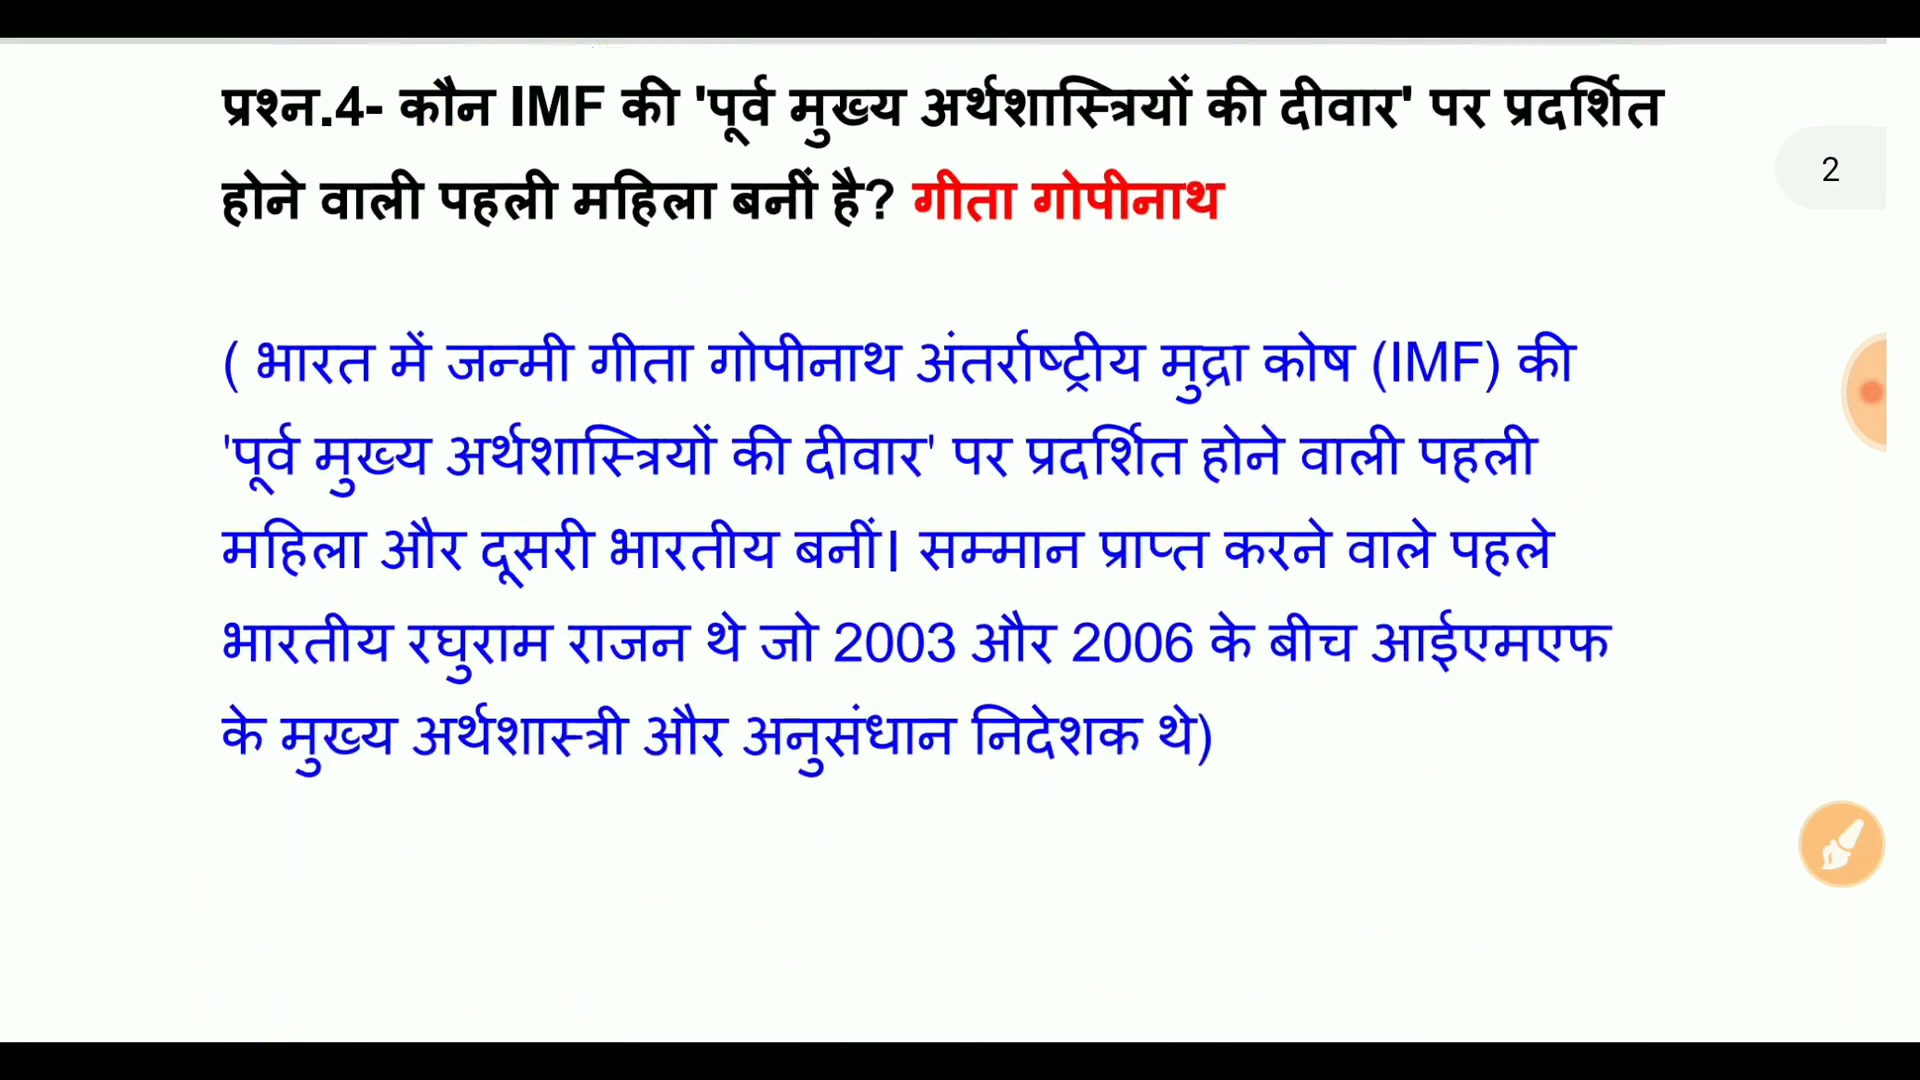 प्रश्न.4- कौन IMF की 'पूर्व मुख्य अर्थशास्त्रियों की दीवार' पर प्रदर्शित
होने वाली पहली महिला बनीं है? गीता गोपीनाथ
2
( भारत में जन्मी गीता गोपीनाथ अंतर्राष्ट्रीय मुद्रा कोष (IMF) की
'पूर्व मुख्य अर्थशास्त्रियों की दीवार' पर प्रदर्शित होने वाली पहली
महिला और दूसरी भारतीय बनीं। सम्मान प्राप्त करने वाले पहले
भारतीय रघुराम राजन थे जो 2003 और 2006 के बीच आईएमएफ
के मुख्य अर्थशास्त्री और अनुसंधान निदेशक थे)